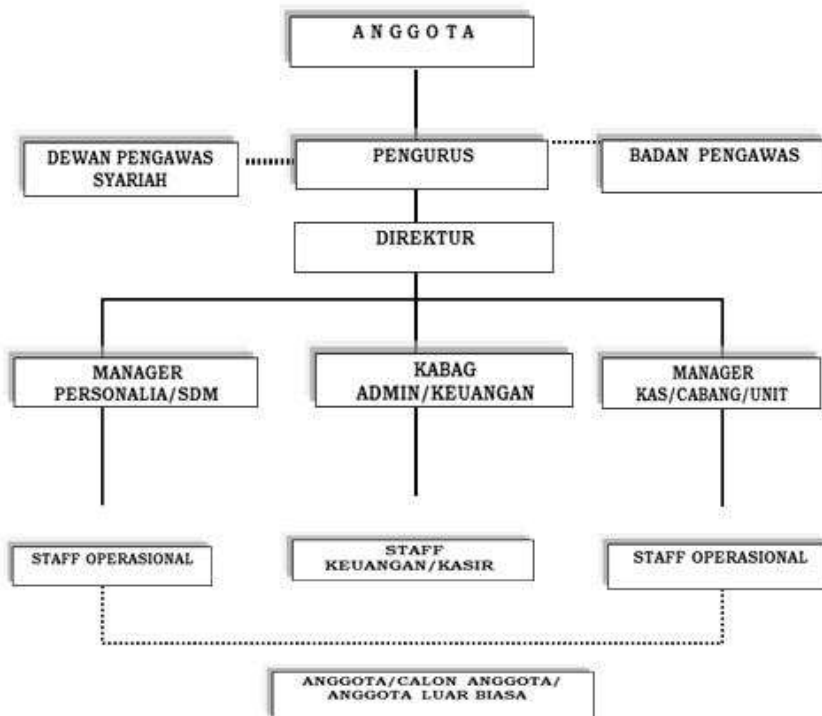 A N G G O T A
DEWAN PENGAWAS
SYARIAH
PENGURUS
BADAN PENGAWAS
DIREKTUR
MANAGER
PERSONALIA/SDM
KABAG
ADMIN/KEUANGAN
MANAGER
KAS/CABANG/UNIT
STAFF OPERASIONAL
STAFF
KEUANGAN/KASIR
STAFF OPERASIONAL
ANGGOTA/CALON ANGGOTA/
ANGGOTA LUAR BIASA